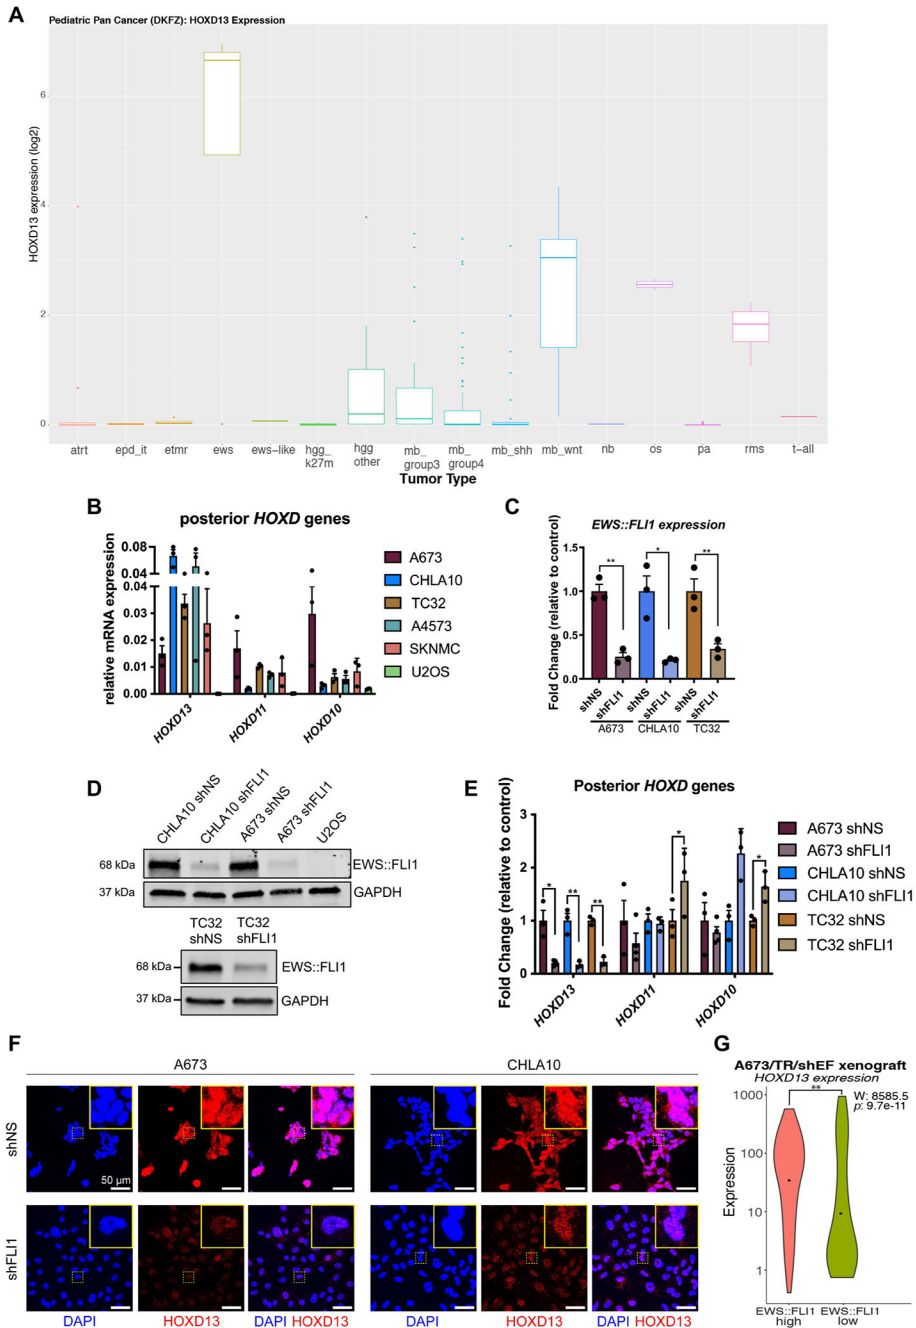 A
Pediatric Pan Cancer (DKFZ): HOXD13 Expression
HOXD13 expression (log2)
6
4
2
0
atrt
epd_it
etmr
ews
ews-like
hgg_
k27m
hgg
other
mb_
group3
mb_
group4
mb_shh
mb_wnt
nb
os
pa
rms
t-all
Tumor Type
B
posterior HOXD genes
relative mRNA expression
0.08
0.04
0.04
0.03
0.02
0.01
0.00
HOXD13
HOXD11
HOXD10
A673
CHLA10
TC32
A4573
SKNMC
U2OS
C
EWS::FLI1 expression
Fold Change (relative to control)
1.5
1.0
0.5
0.0
**
*
**
shNS
shFLI1
shNS
shFLI1
shNS
shFLI1
A673
CHLA10
TC32
D
CHLA10 shNS
CHLA10 shFLI1
A673 shNS
A673 shFLI1
U2OS
68 kDa
EWS::FLI1
37 kDa
GAPDH
TC32
shNS
TC32
shFLI1
68 kDa
EWS::FLI1
37 kDa
GAPDH
E
Posterior HOXD genes
Fold Change (relative to control)
3
2
1
0
*
**
**
*
*
HOXD13
HOXD11
HOXD10
A673 shNS
A673 shFLI1
CHLA10 shNS
CHLA10 shFLI1
TC32 shNS
TC32 shFLI1
F
A673
CHLA10
shNS
50 µm
shFLI1
DAPI
HOXD13
DAPI HOXD13
DAPI
HOXD13
DAPI HOXD13
G
A673/TR/shEF xenograft
HOXD13 expression
**
W: 8585.5
p: 9.7e-11
Expression
1000
100
10
1
EWS::FLI1
high
EWS::FLI1
low